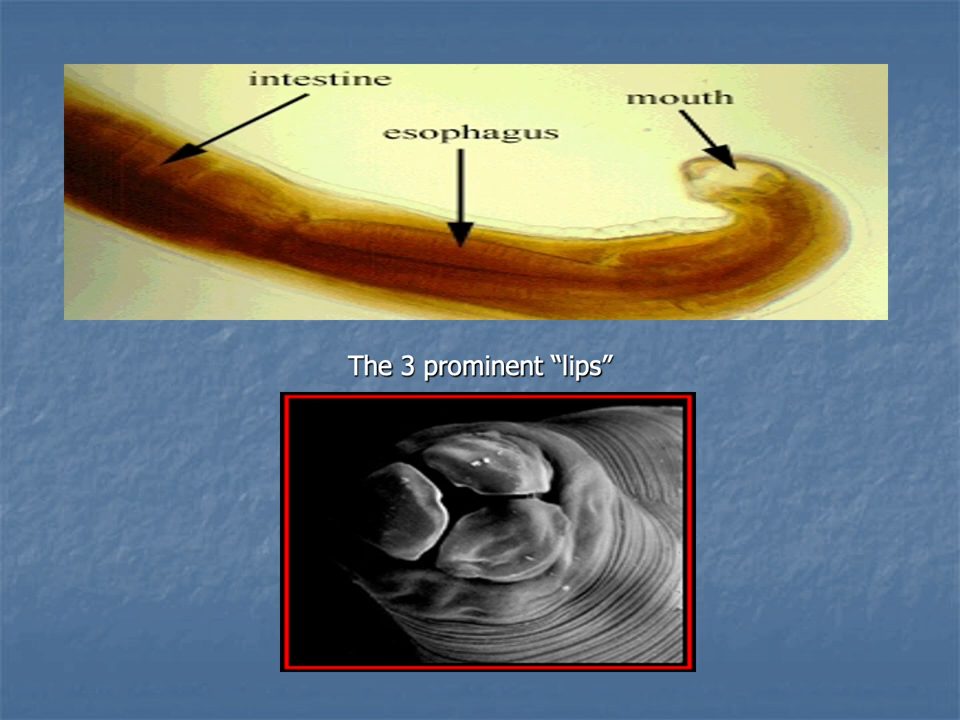 intestine
mouth
esophagus
The 3 prominent “lips”